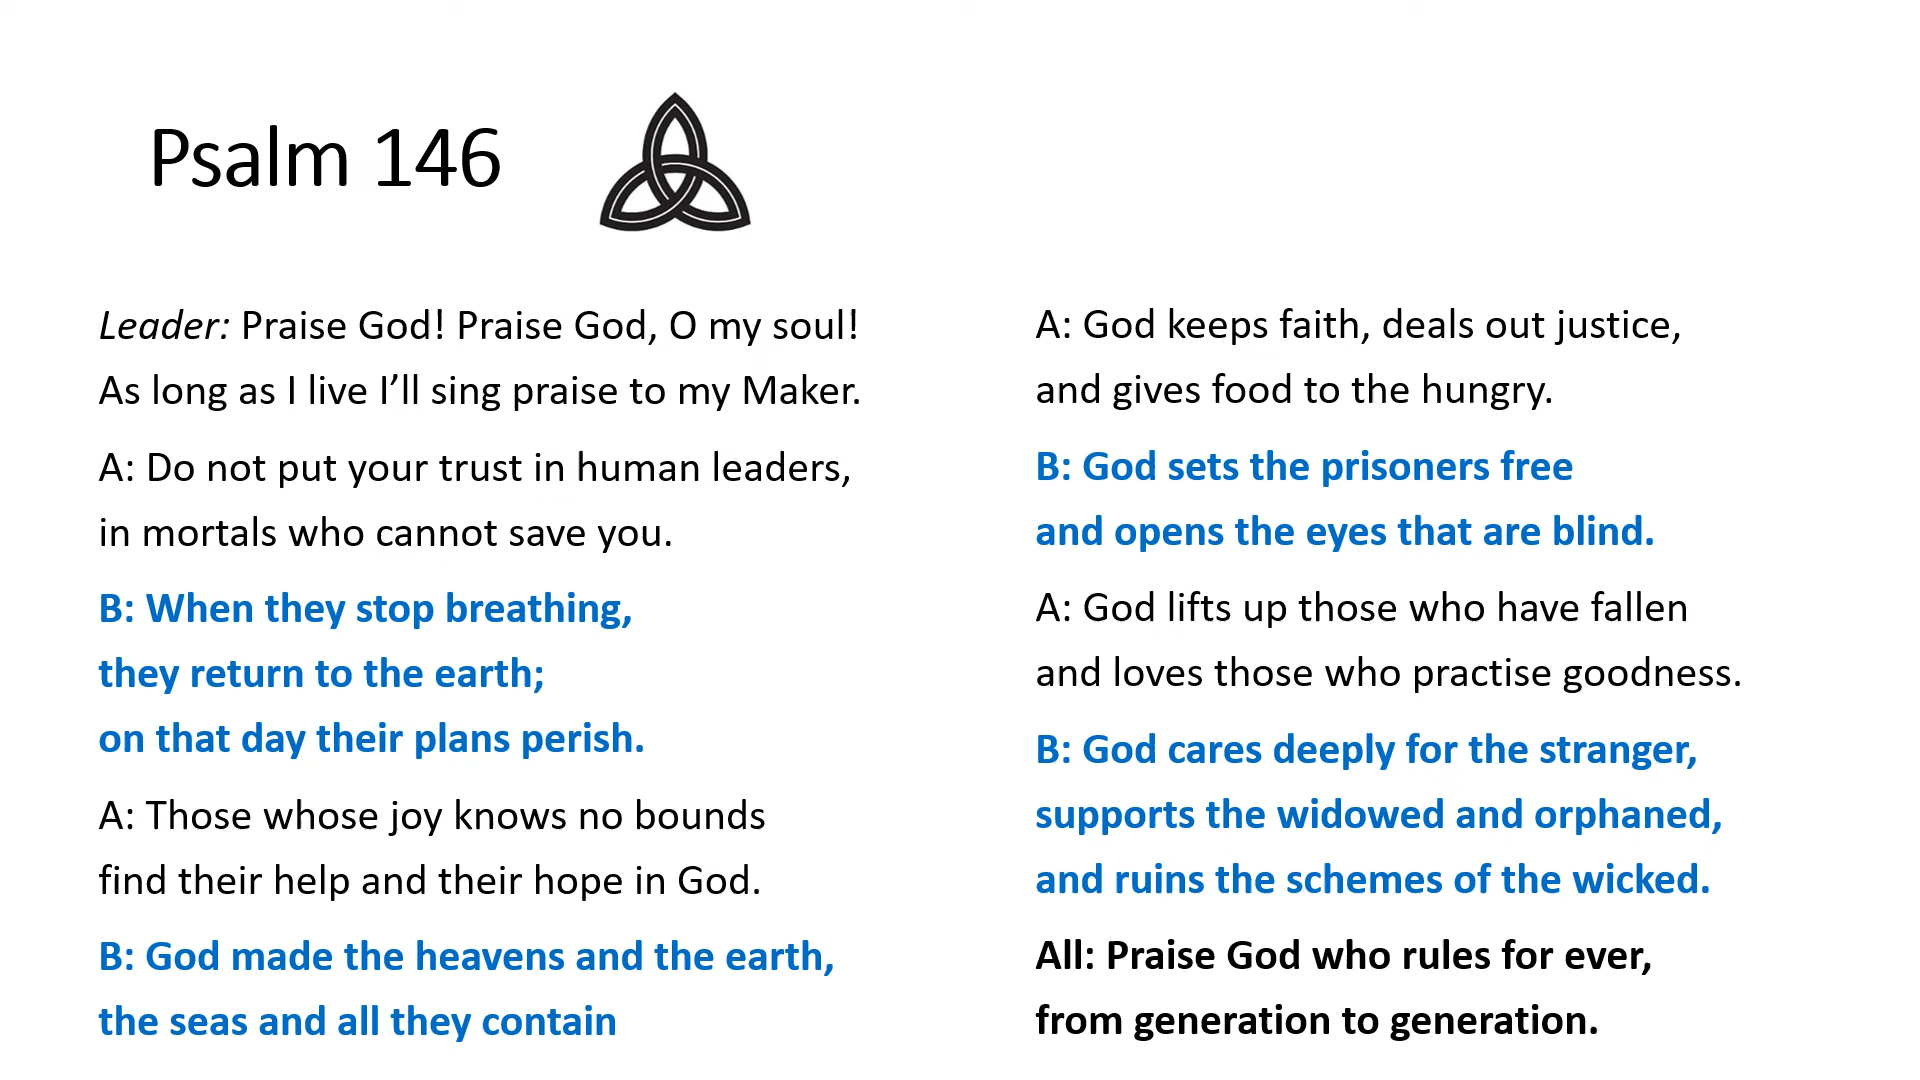 Psalm 146
Leader: Praise God! Praise God, O my soul!
As long as I live I’ll sing praise to my Maker.
A: Do not put your trust in human leaders,
in mortals who cannot save you.
B: When they stop breathing,
they return to the earth;
on that day their plans perish.
A: Those whose joy knows no bounds
find their help and their hope in God.
B: God made the heavens and the earth,
the seas and all they contain
A: God keeps faith, deals out justice,
and gives food to the hungry.
B: God sets the prisoners free
and opens the eyes that are blind.
A: God lifts up those who have fallen
and loves those who practise goodness.
B: God cares deeply for the stranger,
supports the widowed and orphaned,
and ruins the schemes of the wicked.
All: Praise God who rules for ever,
from generation to generation.